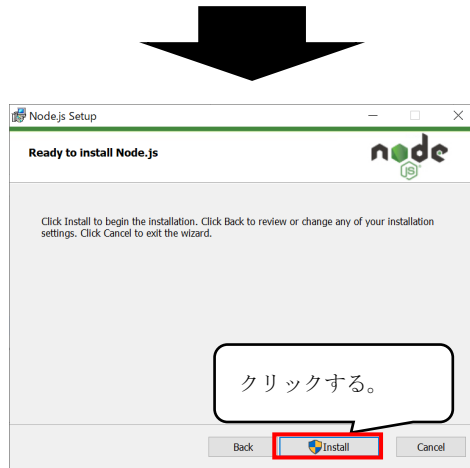 Node.js Setup
Ready to install Node.js
node
JS
Click Install to begin the installation. Click Back to review or change any of your installation
settings. Click Cancel to exit the wizard.
クリックする。
Back
Install
Cancel